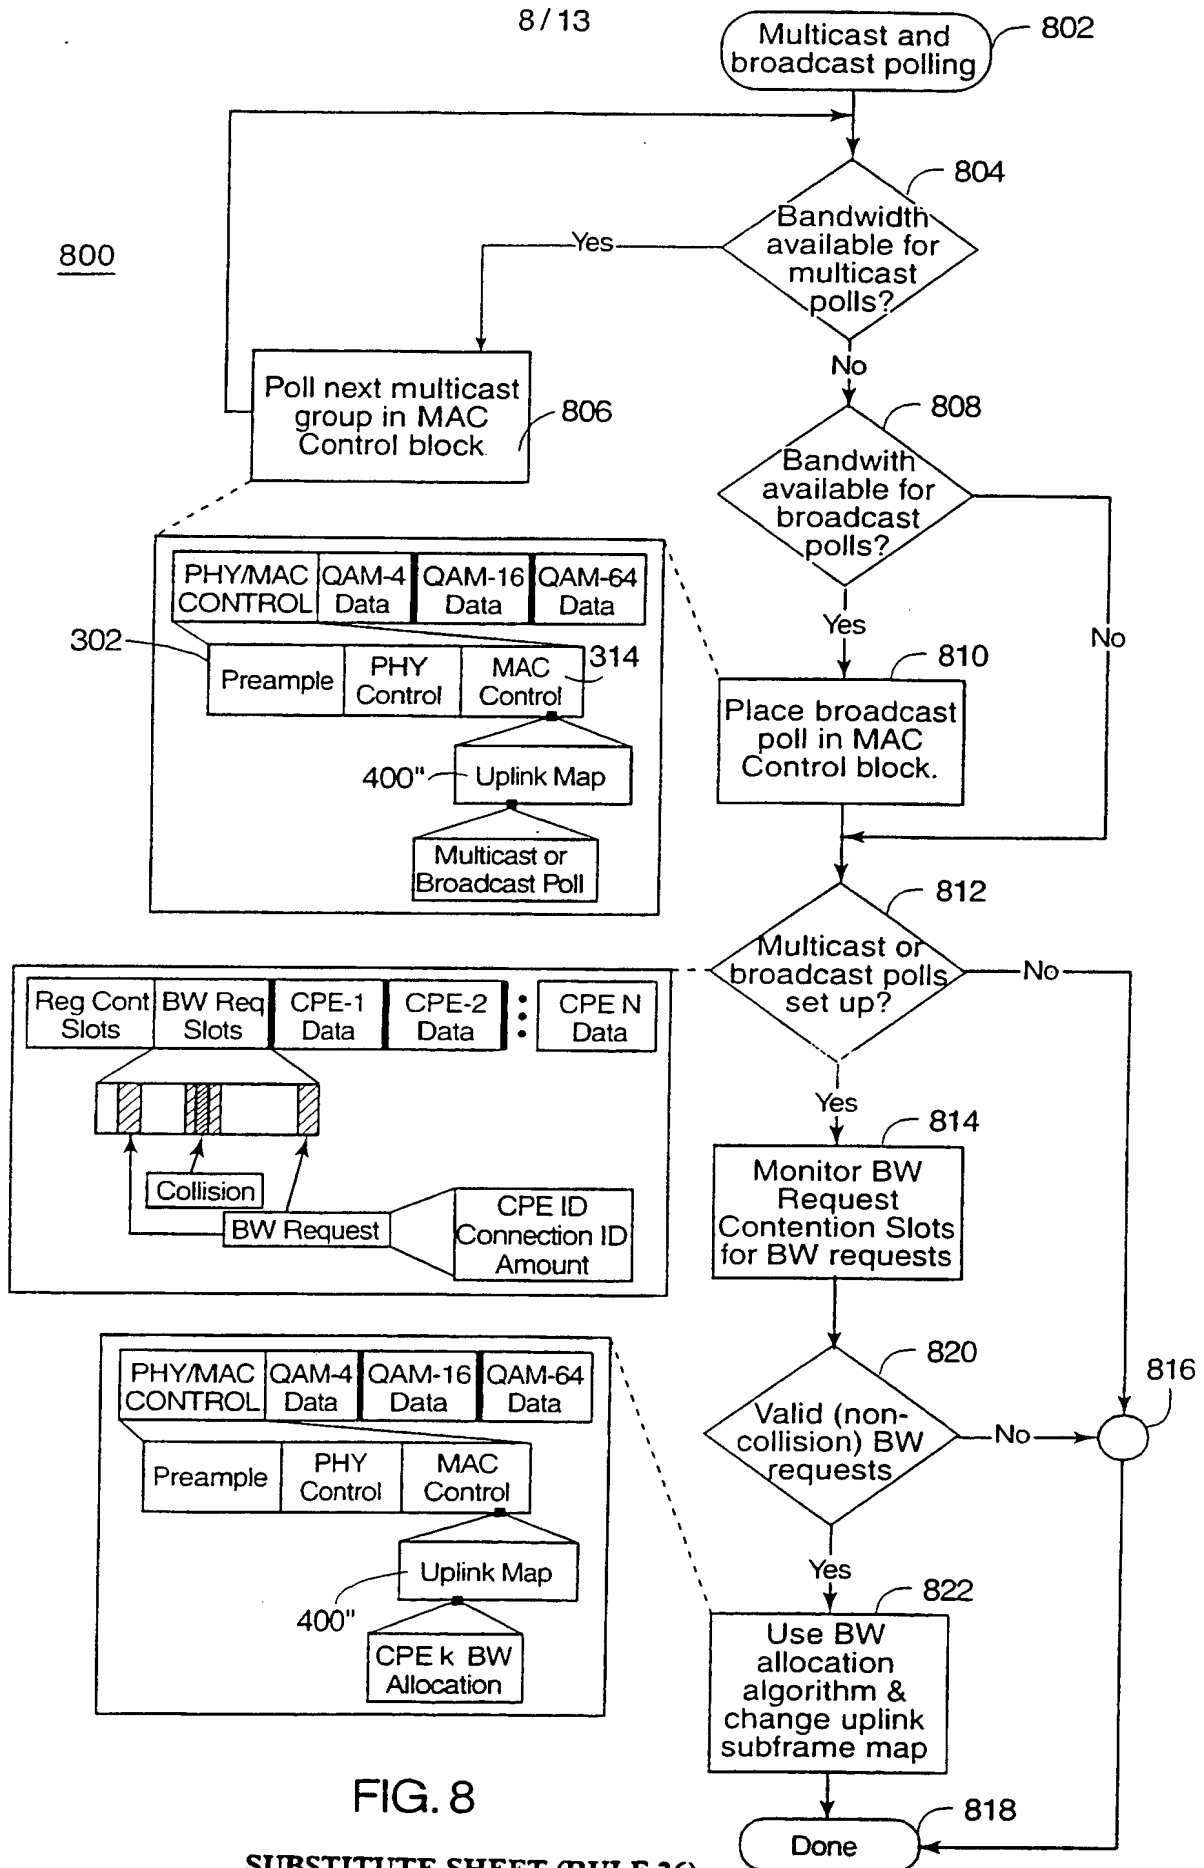 8/13
Multicast and
broadcast polling
802
800
804
Bandwidth
available for
multicast
polls?
Yes
No
Poll next multicast
group in MAC
Control block.
806
808
Bandwith
available for
broadcast
polls?
Yes
No
PHY/MAC
CONTROL
QAM-4
Data
QAM-16
Data
QAM-64
Data
302
Preample
PHY
Control
MAC
Control
314
400"
Uplink Map
Multicast or
Broadcast Poll
810
Place broadcast
poll in MAC
Control block.
812
Multicast or
broadcast polls
set up?
No
Yes
Reg Cont
Slots
BW Req
Slots
CPE-1
Data
CPE-2
Data
CPE N
Data
Collision
BW Request
CPE ID
Connection ID
Amount
814
Monitor BW
Request
Contention Slots
for BW requests
820
Valid (non-
collision) BW
requests
No
816
Yes
PHY/MAC
CONTROL
QAM-4
Data
QAM-16
Data
QAM-64
Data
Preample
PHY
Control
MAC
Control
400"
Uplink Map
CPE k BW
Allocation
822
Use BW
allocation
algorithm &
change uplink
subframe map
818
Done
FIG. 8
SUBSTITUTE SHEET (RULE 26)